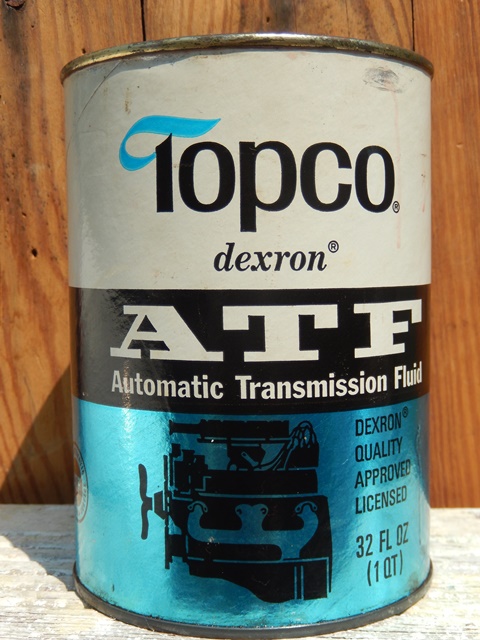 Topco®
dexron®
ATF
Automatic Transmission Fluid
DEXRON®
QUALITY
APPROVED
LICENSED
32 FL OZ
(1 QT)